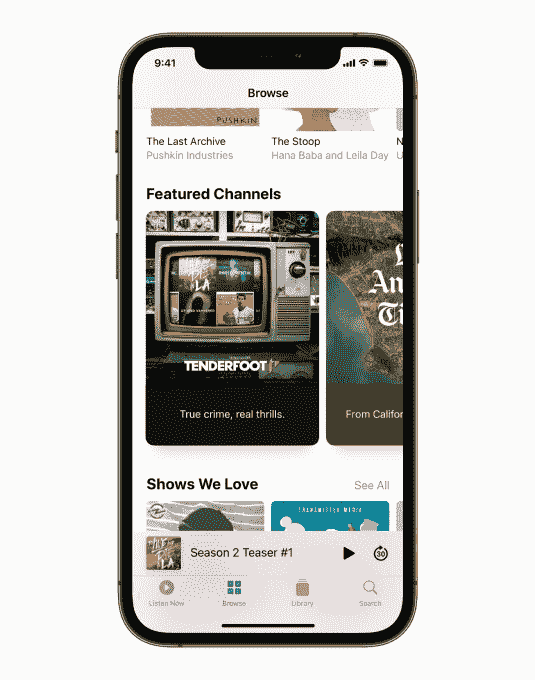 9:41
Browse
PUSHKIN
The Last Archive
Pushkin Industries
The Stoop
Hana Baba and Leila Day
N
U
Featured Channels
TENDERFOOT
True crime, real thrills.
L
An
Ti
From Califor
Shows We Love
See All
Season 2 Teaser #1
30
Listen Now
Browse
Library
Search